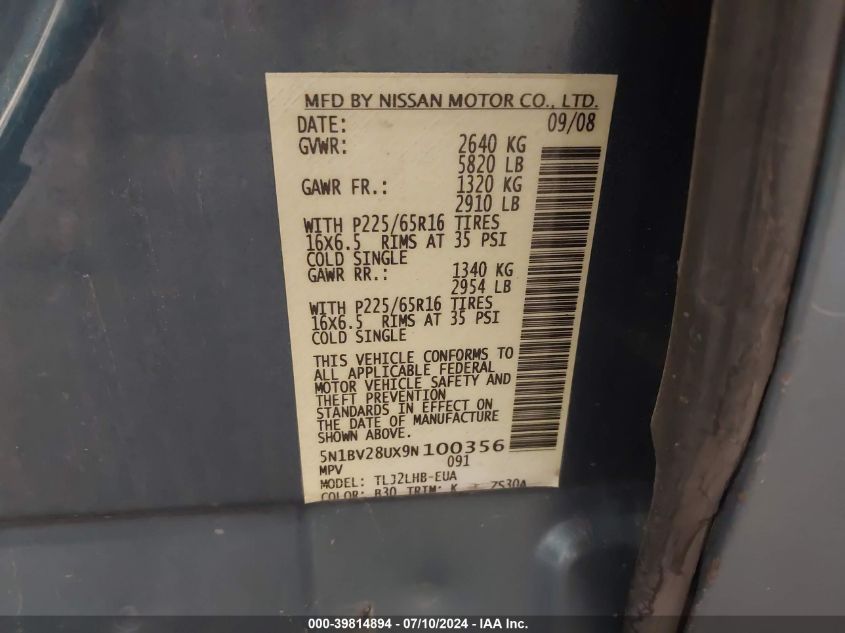 MFD BY NISSAN MOTOR CO., LTD.
DATE: 09/08
GVWR: 2640 KG
5820 LB
GAWR FR.: 1320 KG
2910 LB
WITH P225/65R16 TIRES
16X6.5 RIMS AT 35 PSI
COLD SINGLE
GAWR RR.: 1340 KG
2954 LB
WITH P225/65R16 TIRES
16X6.5 RIMS AT 35 PSI
COLD SINGLE
THIS VEHICLE CONFORMS TO
ALL APPLICABLE FEDERAL
MOTOR VEHICLE SAFETY AND
THEFT PREVENTION
STANDARDS IN EFFECT ON
THE DATE OF MANUFACTURE
SHOWN ABOVE.
5N1BV28UX9N100356
MPV 091
MODEL: TLJ2LHB-EUA
COLOR: B30 TRIM: K ZS30A
000-39814894 - 07/10/2024 - IAA Inc.